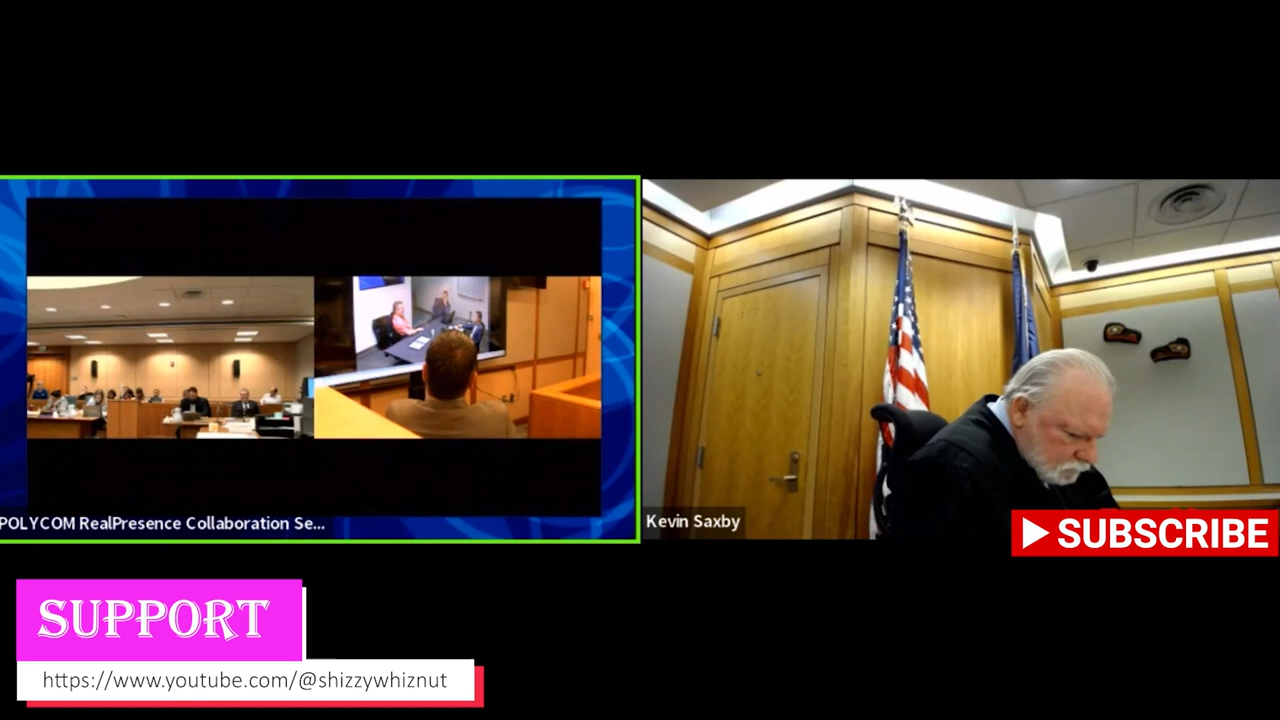 POLYCOM RealPresence Collaboration Se...
Kevin Saxby
SUBSCRIBE
SUPPORT
https://www.youtube.com/@shizzywhiznut